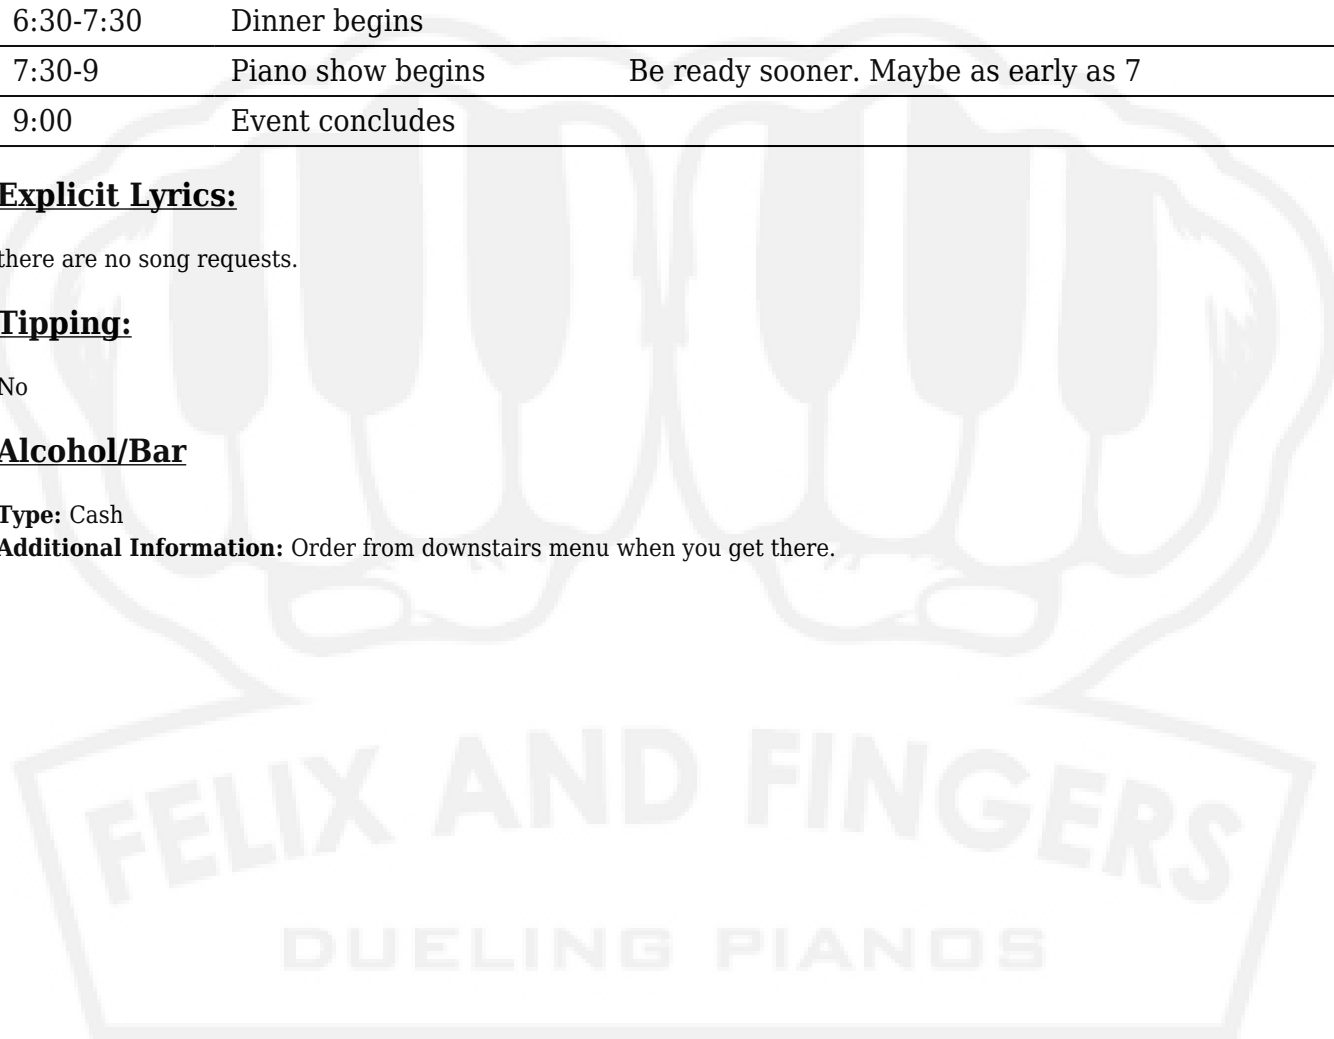 6:30-7:30 Dinner begins
7:30-9 Piano show begins Be ready sooner. Maybe as early as 7
9:00 Event concludes
Explicit Lyrics:
there are no song requests.
Tipping:
No
Alcohol/Bar
Type: Cash
Additional Information: Order from downstairs menu when you get there.
FELIX AND FINGERS
DUELING PIANOS